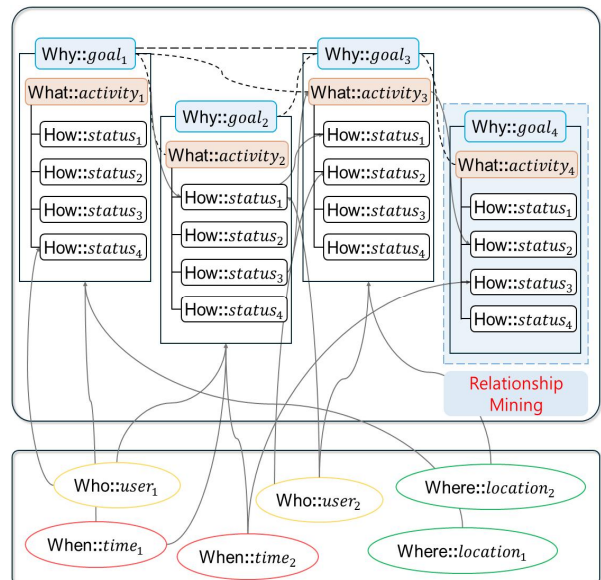 Why::goal₁
What::activity₁
How::status₁
How::status₂
How::status₃
How::status₄
Why::goal₂
What::activity₂
How::status₁
How::status₂
How::status₃
How::status₄
Why::goal₃
What::activity₃
How::status₁
How::status₂
How::status₃
How::status₄
Why::goal₄
What::activity₄
How::status₁
How::status₂
How::status₃
How::status₄
Relationship
Mining
Who::user₁
Who::user₂
Where::location₂
When::time₁
When::time₂
Where::location₁